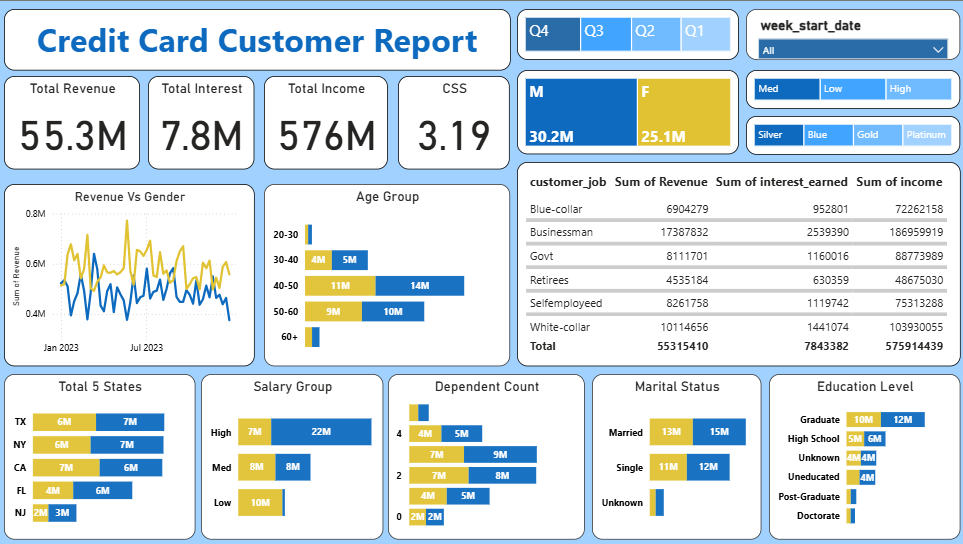 Credit Card Customer Report
Q4 Q3 Q2 Q1
week_start_date
All
Total Revenue
55.3M
Total Interest
7.8M
Total Income
576M
CSS
3.19
M
30.2M
F
25.1M
Med Low High
Silver Blue Gold Platinum
Revenue Vs Gender
Sum of Revenue
0.8M
0.6M
0.4M
Jan 2023 Jul 2023
Age Group
20-30
30-40 4M 5M
40-50 11M 14M
50-60 9M 10M
60+
customer_job Sum of Revenue Sum of interest_earned Sum of income
Blue-collar 6904279 952801 72262158
Businessman 17387832 2539390 186959919
Govt 8111701 1160016 88773989
Retirees 4535184 630359 48675030
Selfemployeed 8261758 1119742 75313288
White-collar 10114656 1441074 103930055
Total 55315410 7843382 575914439
Total 5 States
TX 6M 7M
NY 6M 7M
CA 7M 6M
FL 4M 6M
NJ 2M 3M
Salary Group
High 7M 22M
Med 8M 8M
Low 10M
Dependent Count
4 4M 5M
7M 9M
2 7M 8M
4M 5M
0 2M 2M
Marital Status
Married 13M 15M
Single 11M 12M
Unknown
Education Level
Graduate 10M 12M
High School 5M 6M
Unknown 4M 4M
Uneducated 4M
Post-Graduate
Doctorate